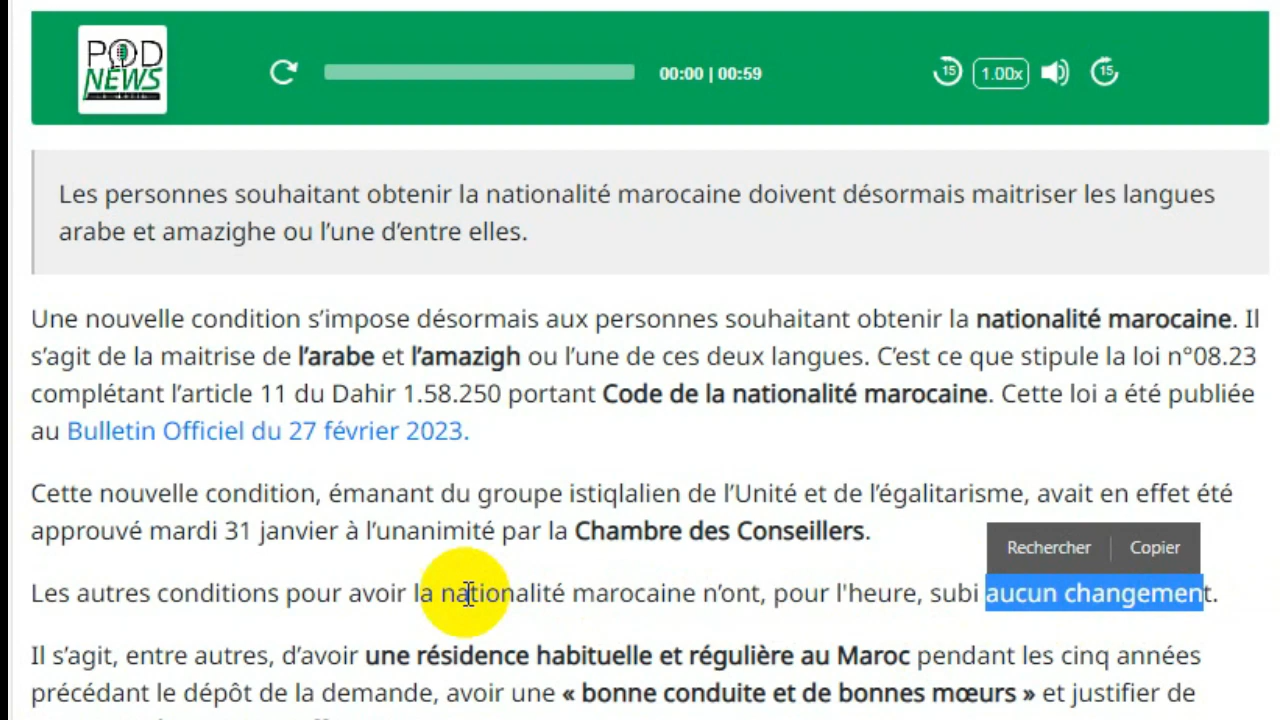 POD
NEWS
00:00 | 00:59
15
1.00x
15
Les personnes souhaitant obtenir la nationalité marocaine doivent désormais maitriser les langues
arabe et amazighe ou l’une d’entre elles.
Une nouvelle condition s’impose désormais aux personnes souhaitant obtenir la nationalité marocaine. Il
s’agit de la maitrise de l’arabe et l’amazigh ou l’une de ces deux langues. C’est ce que stipule la loi n°08.23
complétant l’article 11 du Dahir 1.58.250 portant Code de la nationalité marocaine. Cette loi a été publiée
au Bulletin Officiel du 27 février 2023.
Cette nouvelle condition, émanant du groupe istiqlalien de l’Unité et de l’égalitarisme, avait en effet été
approuvé mardi 31 janvier à l’unanimité par la Chambre des Conseillers.
Rechercher Copier
Les autres conditions pour avoir la nationalité marocaine n’ont, pour l'heure, subi aucun changement.
Il s’agit, entre autres, d’avoir une résidence habituelle et régulière au Maroc pendant les cinq années
précédant le dépôt de la demande, avoir une « bonne conduite et de bonnes mœurs » et justifier de